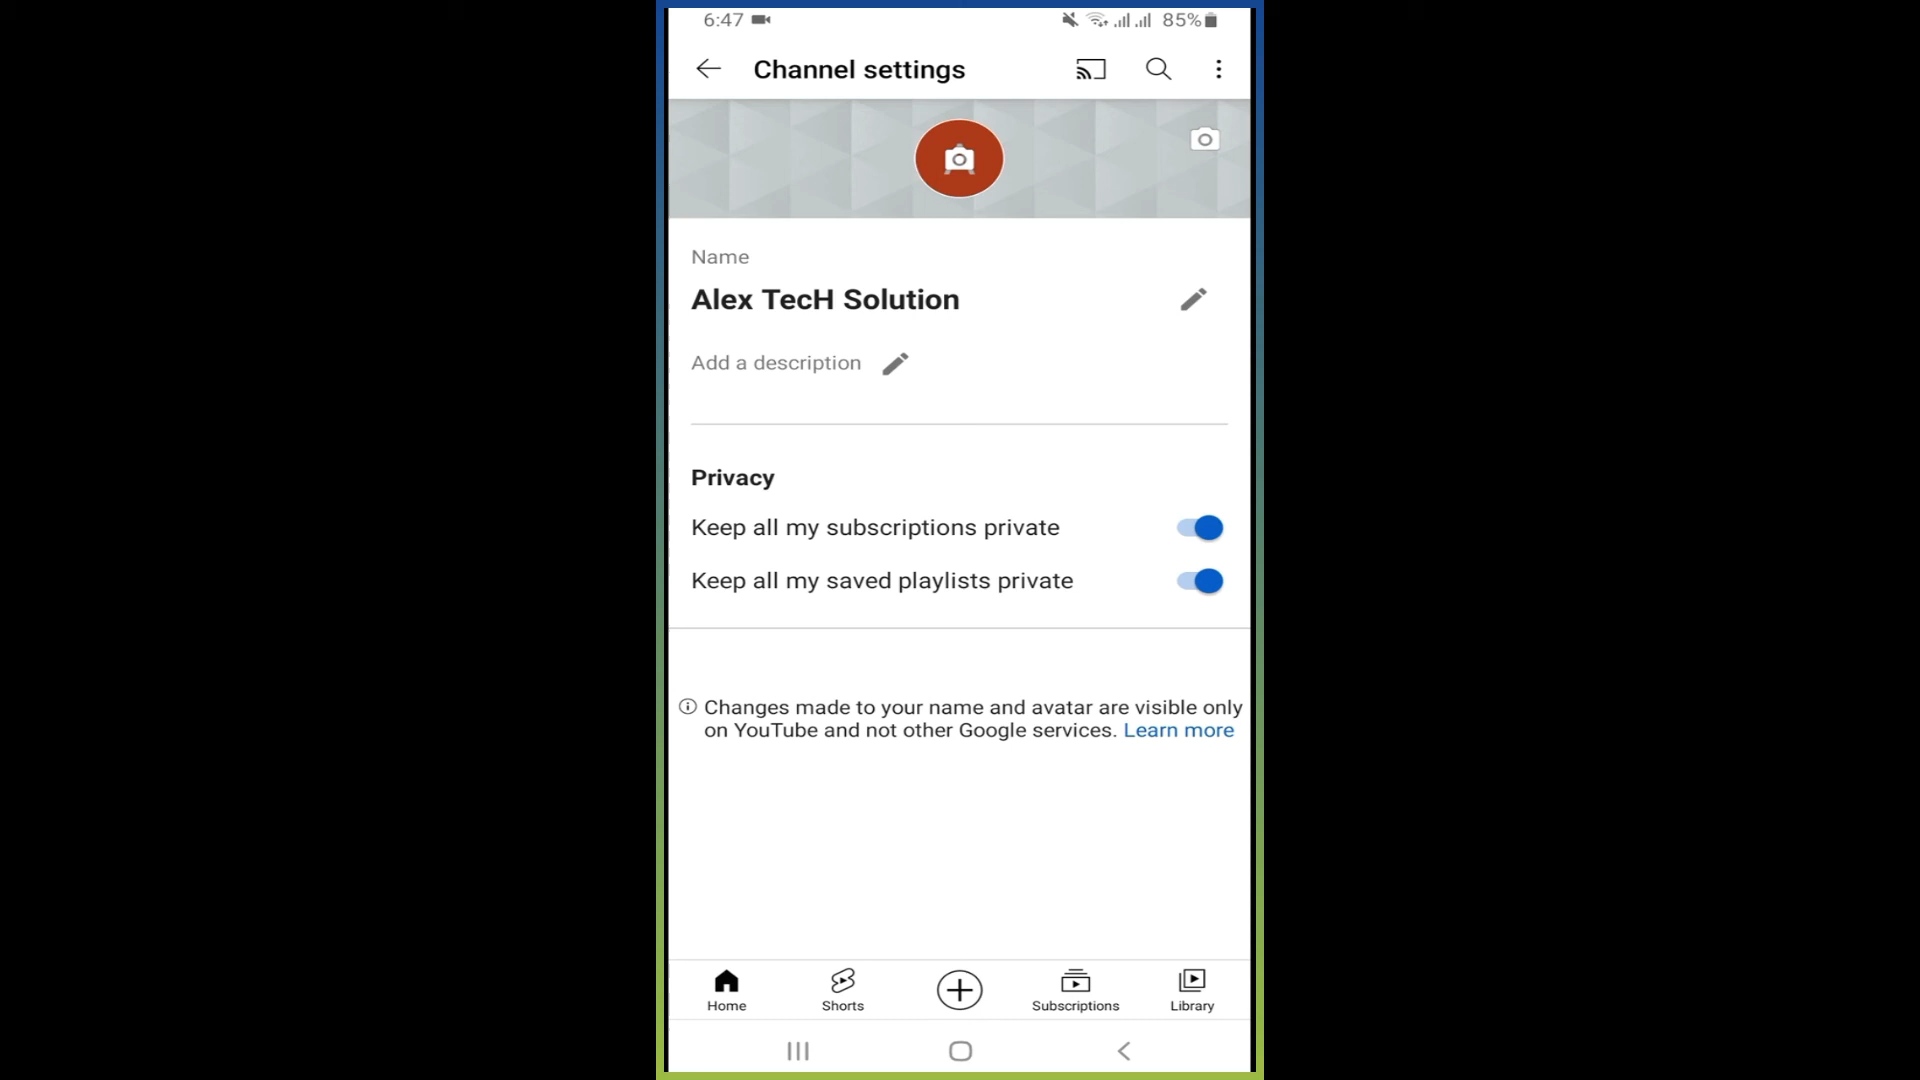 6:47
85%
Channel settings
Name
Alex TecH Solution
Add a description
Privacy
Keep all my subscriptions private
Keep all my saved playlists private
Changes made to your name and avatar are visible only
on YouTube and not other Google services. Learn more
Home
Shorts
Subscriptions
Library